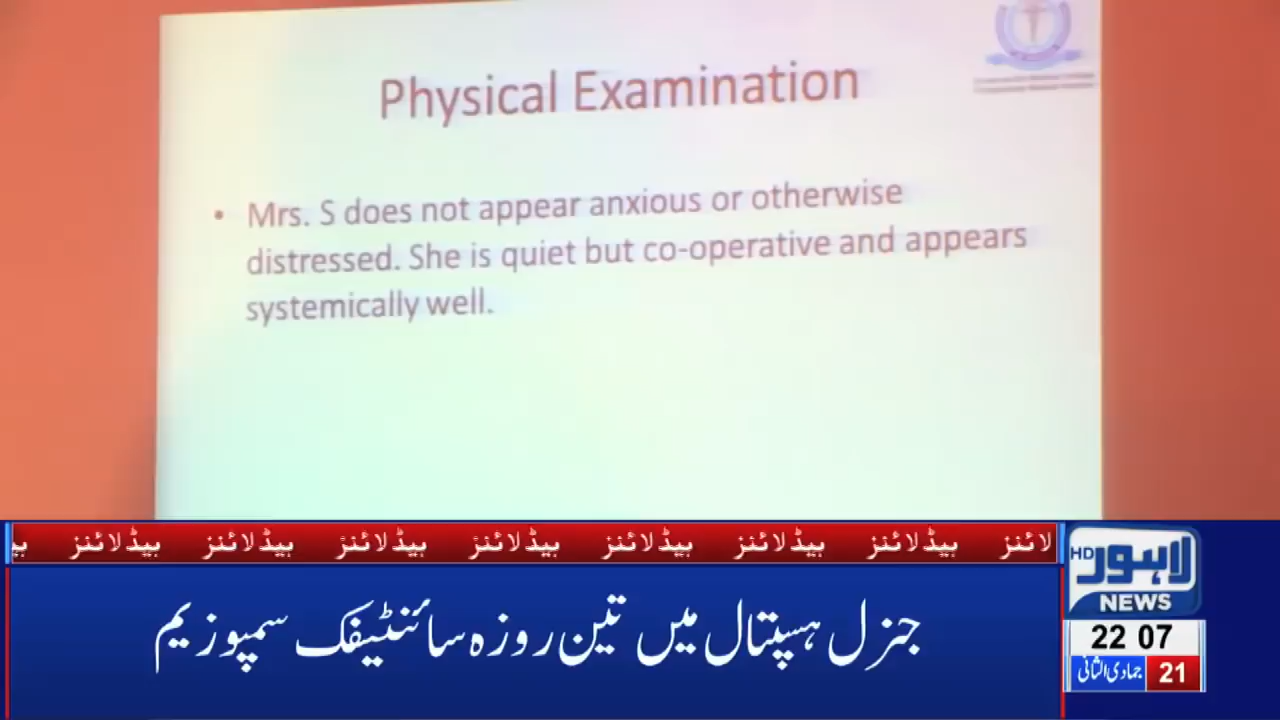 Physical Examination
• Mrs. S does not appear anxious or otherwise
distressed. She is quiet but co-operative and appears
systemically well.
ہیڈلائنز ہیڈلائنز ہیڈلائنز ہیڈلائنز ہیڈلائنز ہیڈلائنز ہیڈلائنز
جنرل ہسپتال میں تین روزہ سائنٹیفک سمپوزیم
لاہور HD
NEWS
22 07
21 جمادی الثانی